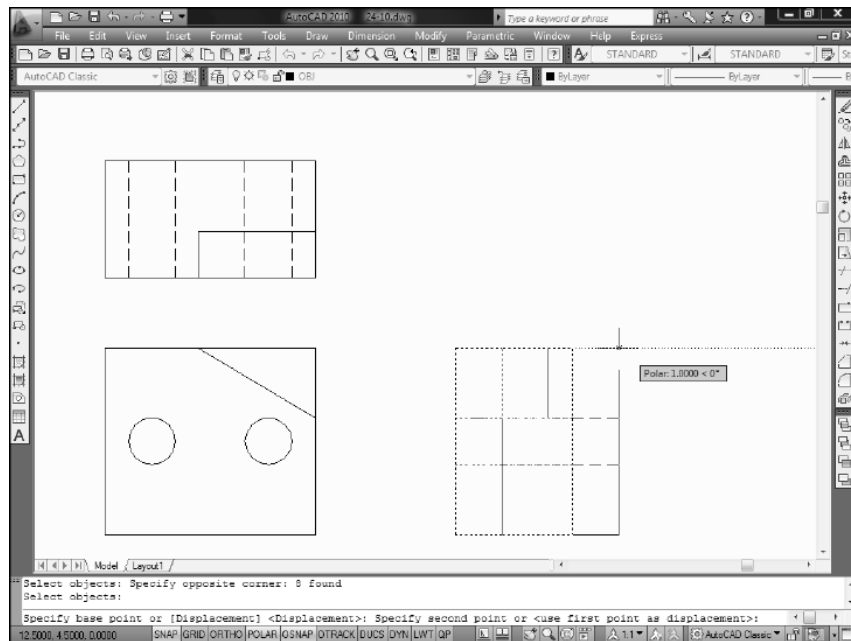 AutoCAD 2010 24-10.dwg Type a keyword or phrase
File Edit View Insert Format Tools Draw Dimension Modify Parametric Window Help Express
STANDARD STANDARD St
AutoCAD Classic OBJ ByLayer ByLayer B
Polar: 1.0000 < 0°
Model Layout1
Select objects: Specify opposite corner: 8 found
Select objects:
Specify base point or [Displacement] <Displacement>: Specify second point or <use first point as displacement>:
12.5000, 4.5000, 0.0000 SNAP GRID ORTHO POLAR OSNAP OTRACK DUCS DYN LWT QP 1:1 AutoCAD Classic